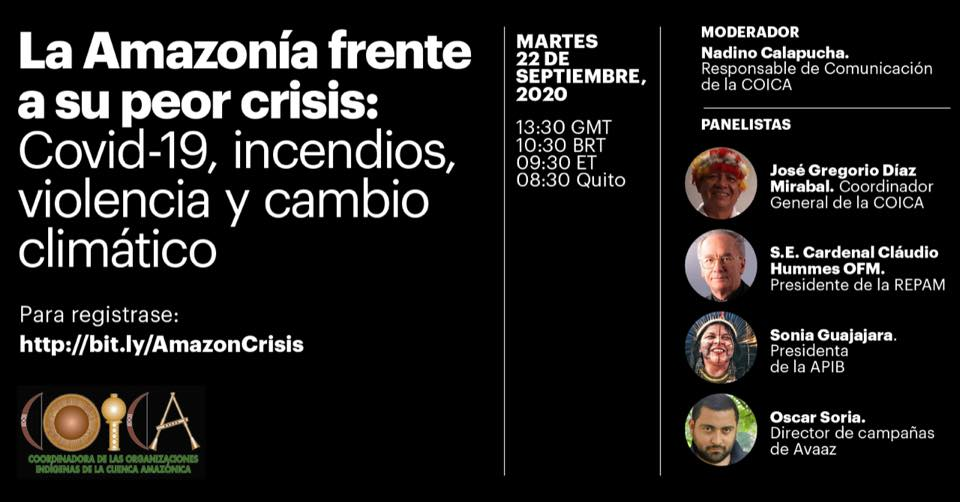 La Amazonía frente
a su peor crisis:
Covid-19, incendios,
violencia y cambio
climático
Para registrase:
http://bit.ly/AmazonCrisis
COICA
COORDINADORA DE LAS ORGANIZACIONES
INDÍGENAS DE LA CUENCA AMAZÓNICA
MARTES
22 DE
SEPTIEMBRE,
2020
13:30 GMT
10:30 BRT
09:30 ET
08:30 Quito
MODERADOR
Nadino Calapucha.
Responsable de Comunicación
de la COICA
PANELISTAS
José Gregorio Díaz
Mirabal. Coordinador
General de la COICA
S.E. Cardenal Cláudio
Hummes OFM.
Presidente de la REPAM
Sonia Guajajara.
Presidenta
de la APIB
Oscar Soria.
Director de campañas
de Avaaz